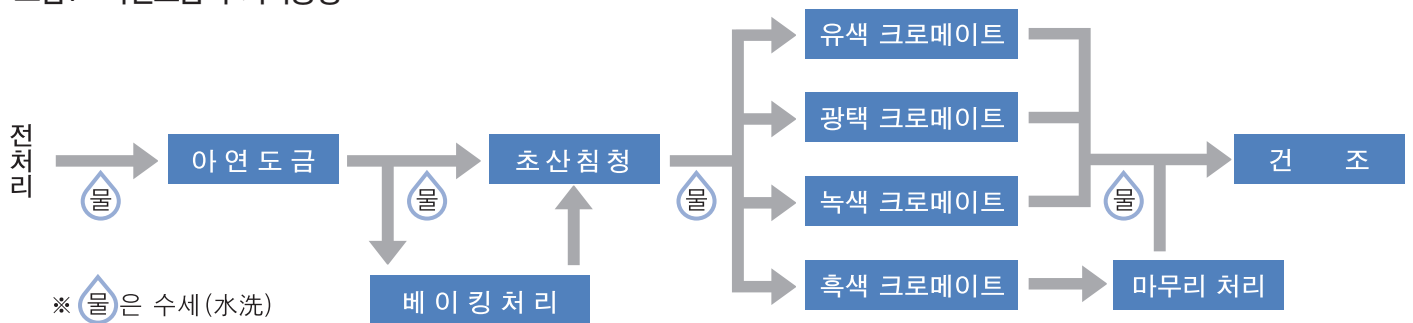 전처리
물
아연도금
물
초산침청
베이킹처리
물
유색 크로메이트
광택 크로메이트
녹색 크로메이트
흑색 크로메이트
물
마무리 처리
건 조
※ 물은 수세(水洗)